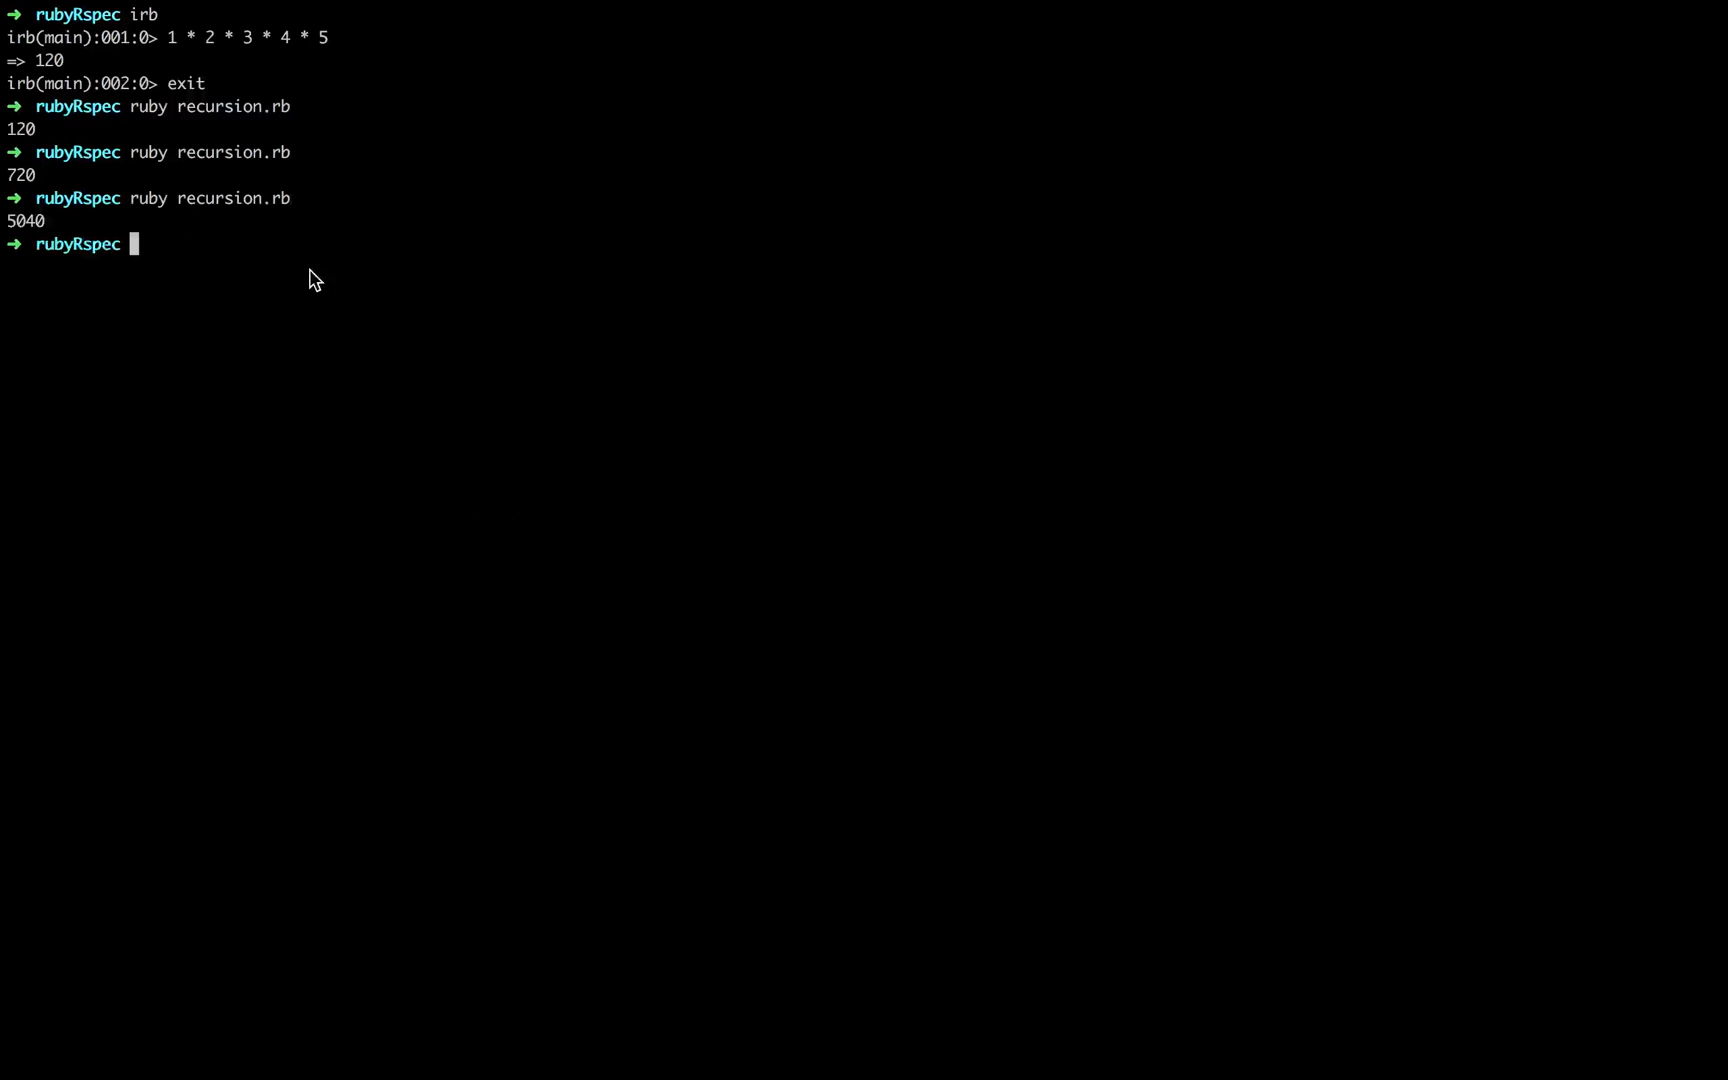 ➜ rubyRspec irb
irb(main):001:0> 1 * 2 * 3 * 4 * 5
=> 120
irb(main):002:0> exit
➜ rubyRspec ruby recursion.rb
120
➜ rubyRspec ruby recursion.rb
720
➜ rubyRspec ruby recursion.rb
5040
➜ rubyRspec